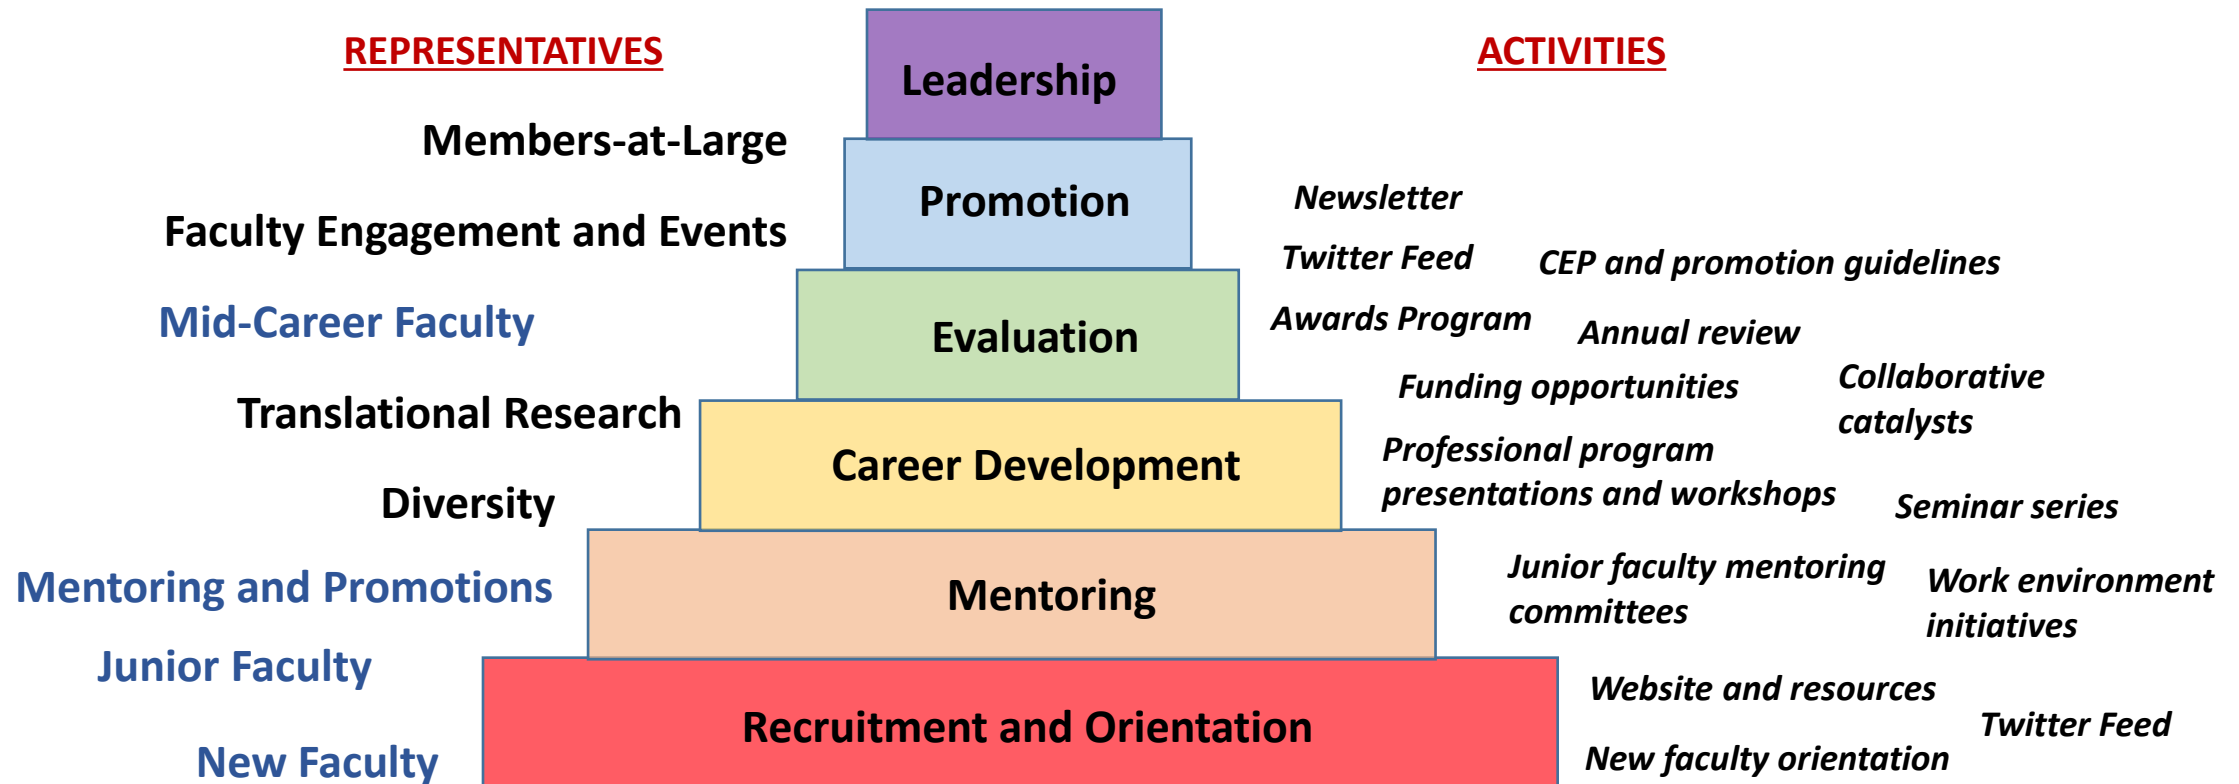 REPRESENTATIVES
Members-at-Large
Faculty Engagement and Events
Mid-Career Faculty
Translational Research
Diversity
Mentoring and Promotions
Junior Faculty
New Faculty
Leadership
Promotion
Evaluation
Career Development
Mentoring
Recruitment and Orientation
ACTIVITIES
Newsletter
Twitter Feed
CEP and promotion guidelines
Awards Program
Annual review
Funding opportunities
Collaborative
catalysts
Professional program
presentations and workshops
Seminar series
Junior faculty mentoring
committees
Work environment
initiatives
Website and resources
Twitter Feed
New faculty orientation